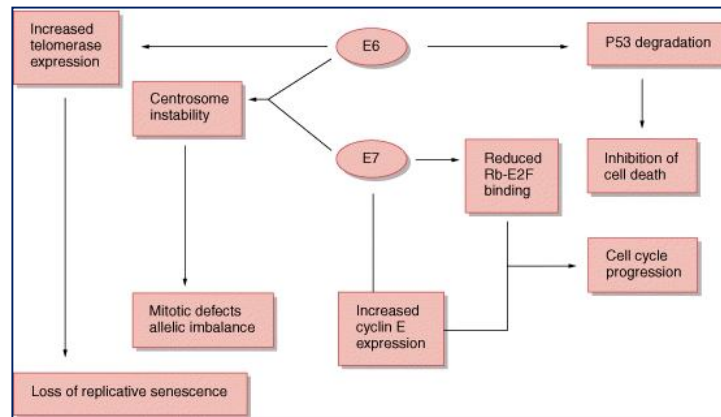 Increased
telomerase
expression
E6
P53 degradation
Centrosome
instability
E7
Reduced
Rb-E2F
binding
Inhibition of
cell death
Cell cycle
progression
Mitotic defects
allelic imbalance
Increased
cyclin E
expression
Loss of replicative senescence